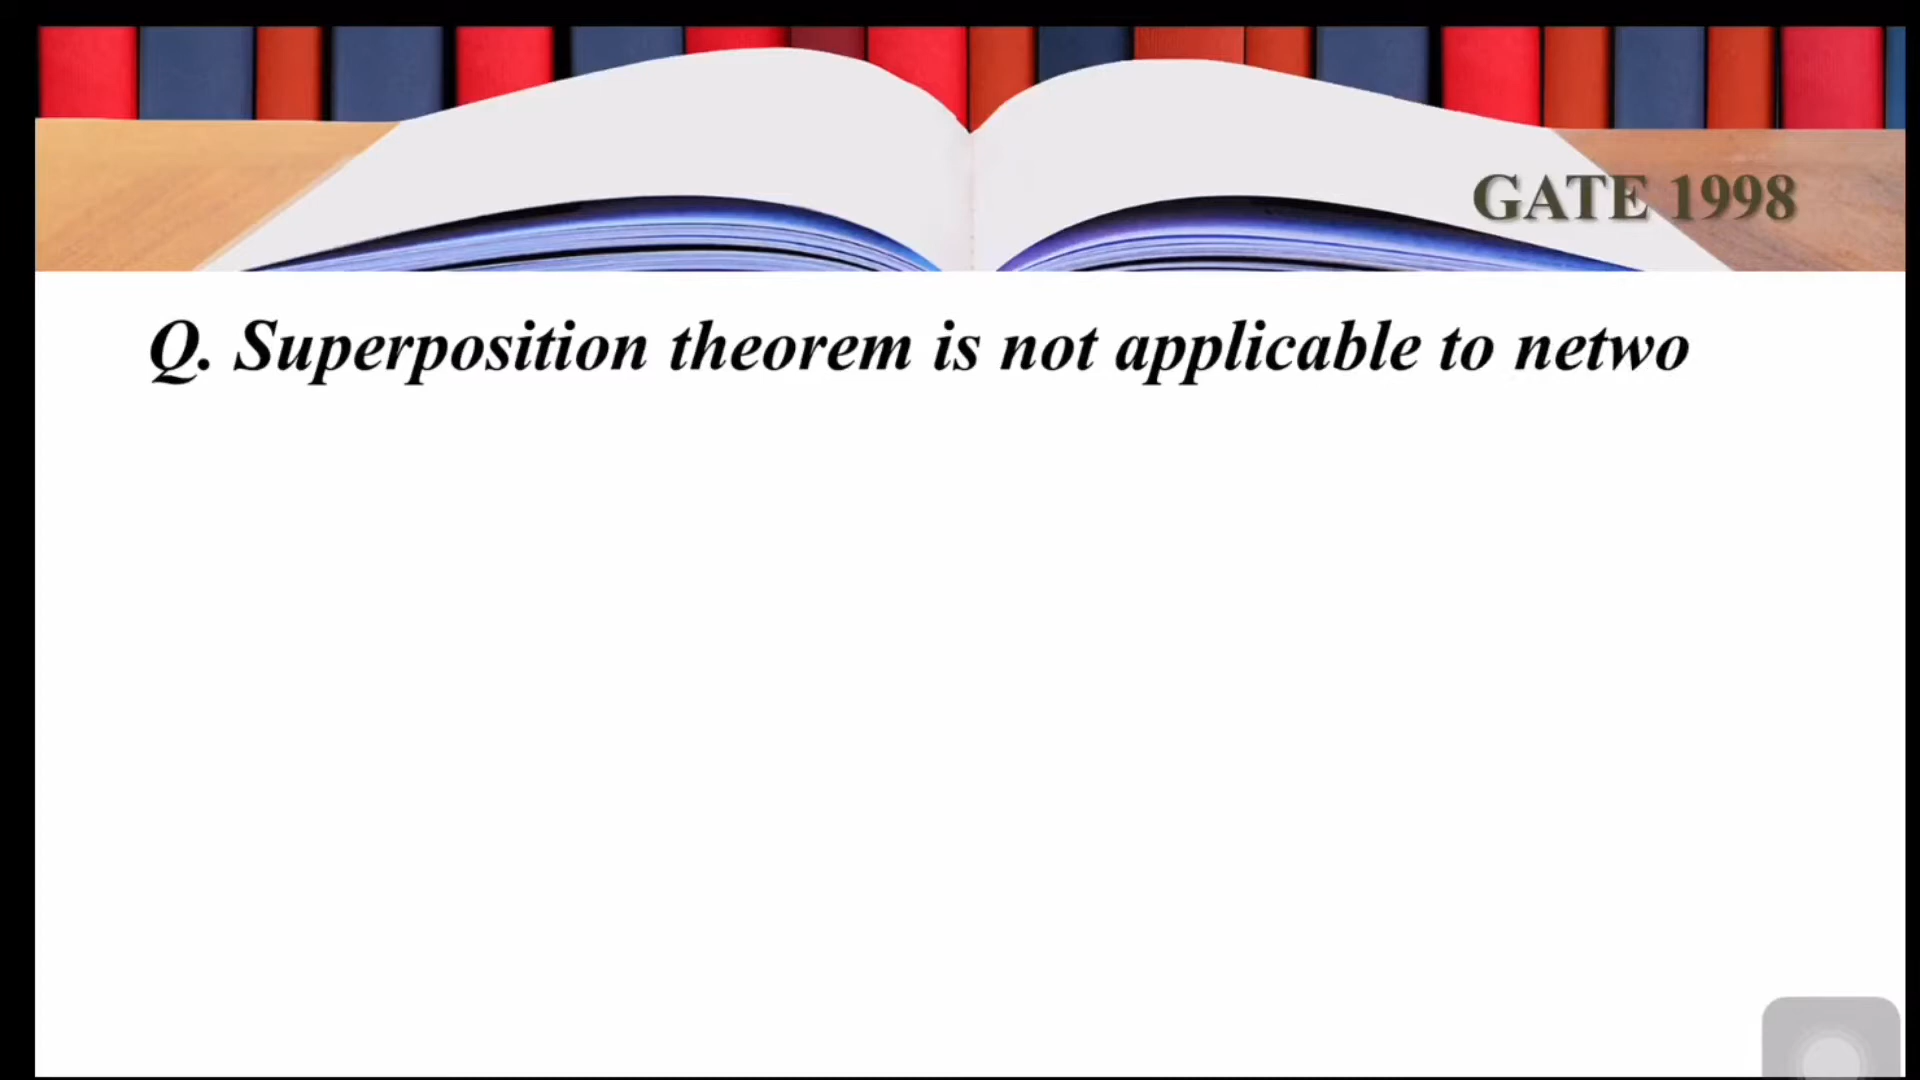 GATE 1998
Q. Superposition theorem is not applicable to netwo